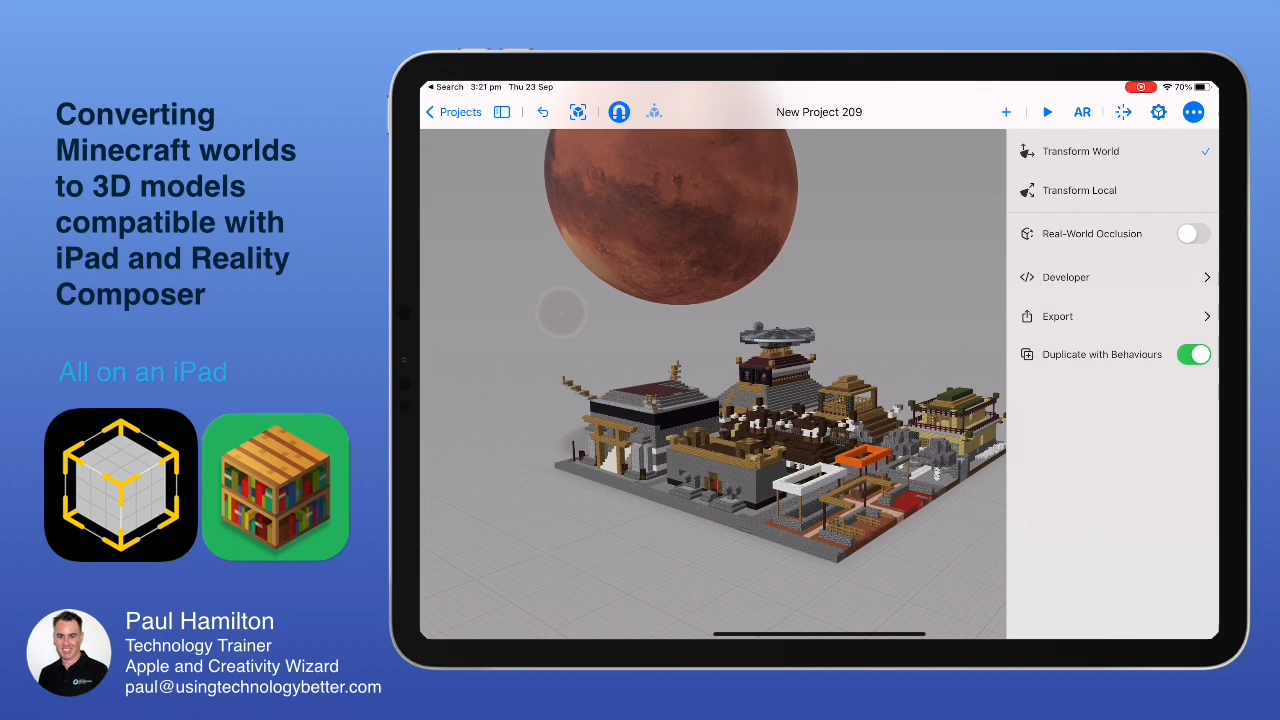 Converting
Minecraft worlds
to 3D models
compatible with
iPad and Reality
Composer
All on an iPad
Paul Hamilton
Technology Trainer
Apple and Creativity Wizard
paul@usingtechnologybetter.com
Search 3:21 pm Thu 23 Sep
70%
Projects
New Project 209
AR
Transform World
Transform Local
Real-World Occlusion
Developer
Export
Duplicate with Behaviours